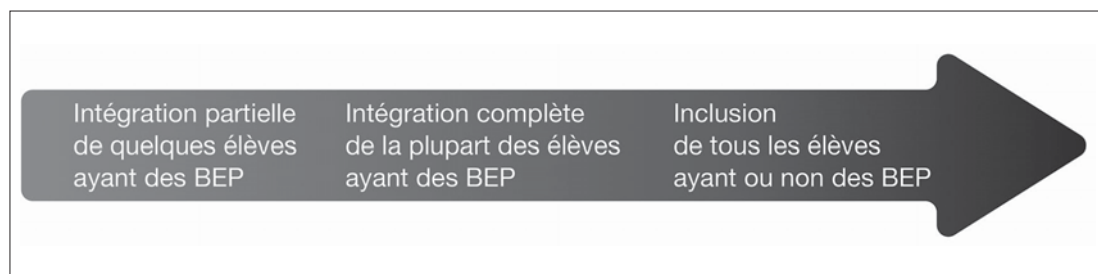 Intégration partielle
de quelques élèves
ayant des BEP
Intégration complète
de la plupart des élèves
ayant des BEP
Inclusion
de tous les élèves
ayant ou non des BEP